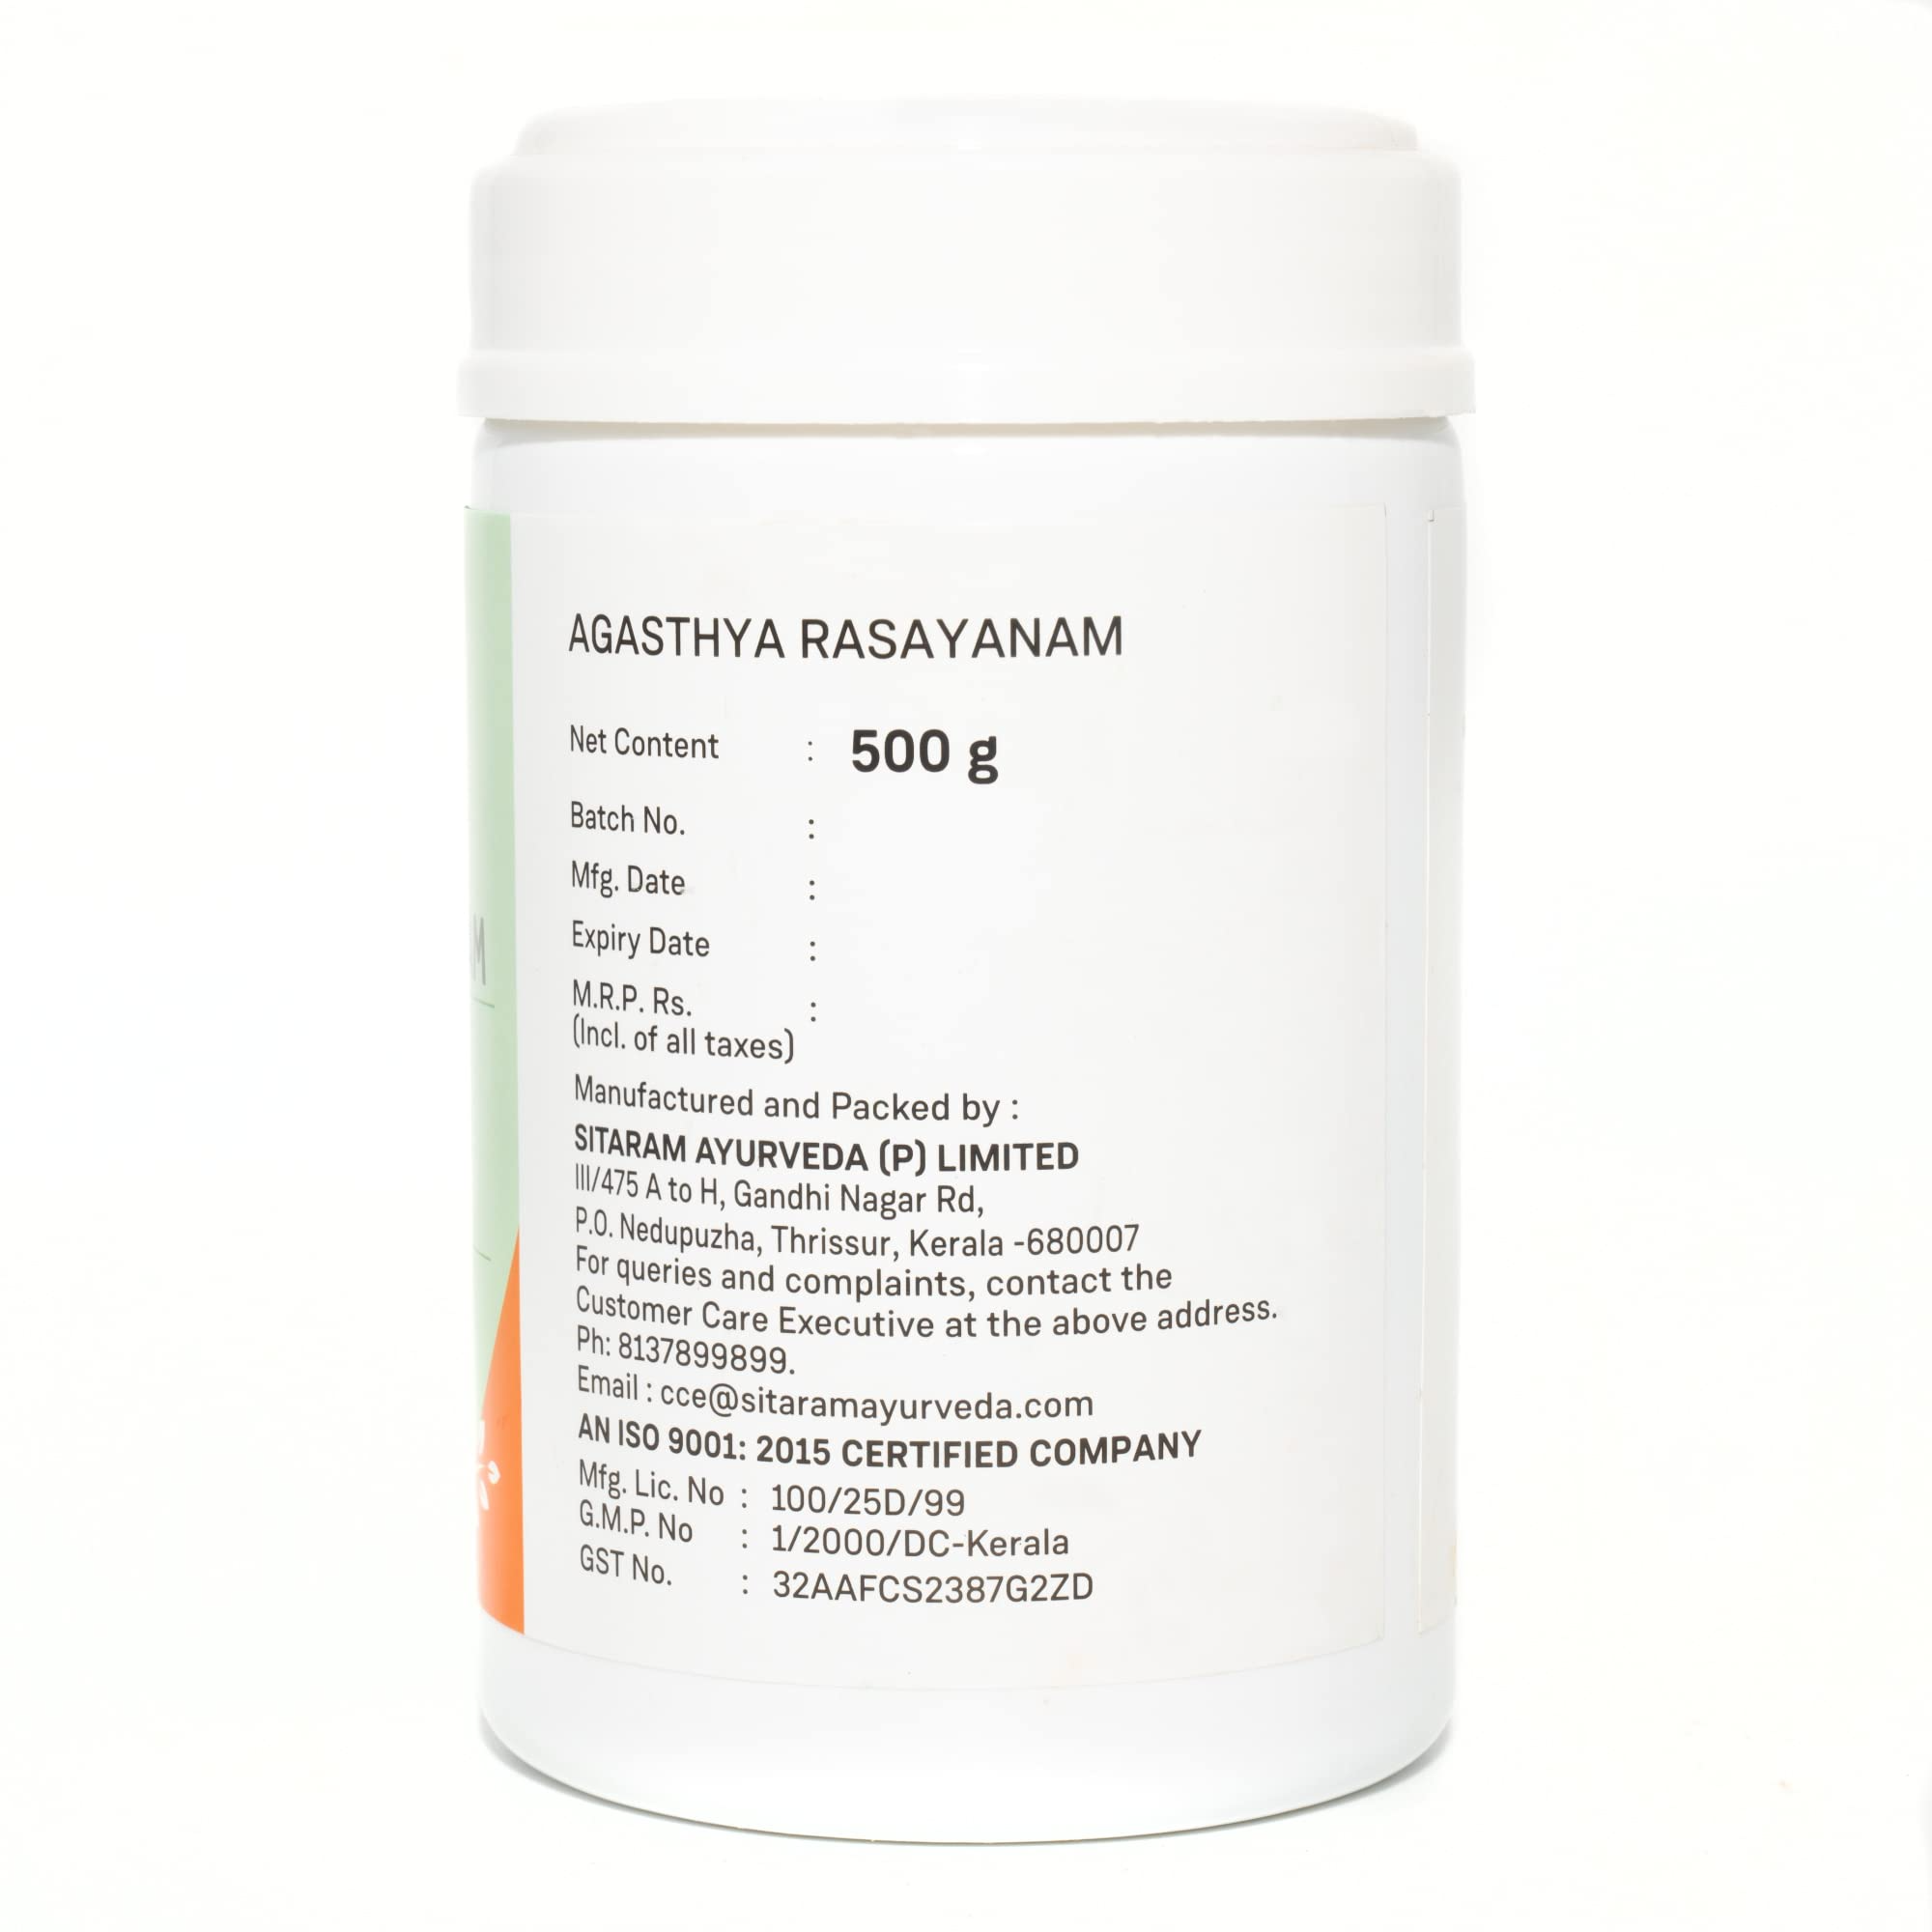 AGASTHYA RASAYANAM
Net Content : 500 g
Batch No. :
Mfg. Date :
Expiry Date :
M.R.P. Rs. :
(Incl. of all taxes)
Manufactured and Packed by :
SITARAM AYURVEDA (P) LIMITED
III/475 A to H, Gandhi Nagar Rd,
P.O. Nedupuzha, Thrissur, Kerala -680007
For queries and complaints, contact the
Customer Care Executive at the above address.
Ph: 8137899899.
Email : cce@sitaramayurveda.com
AN ISO 9001: 2015 CERTIFIED COMPANY
Mfg. Lic. No : 100/25D/99
G.M.P. No : 1/2000/DC-Kerala
GST No. : 32AAFCS2387G2ZD